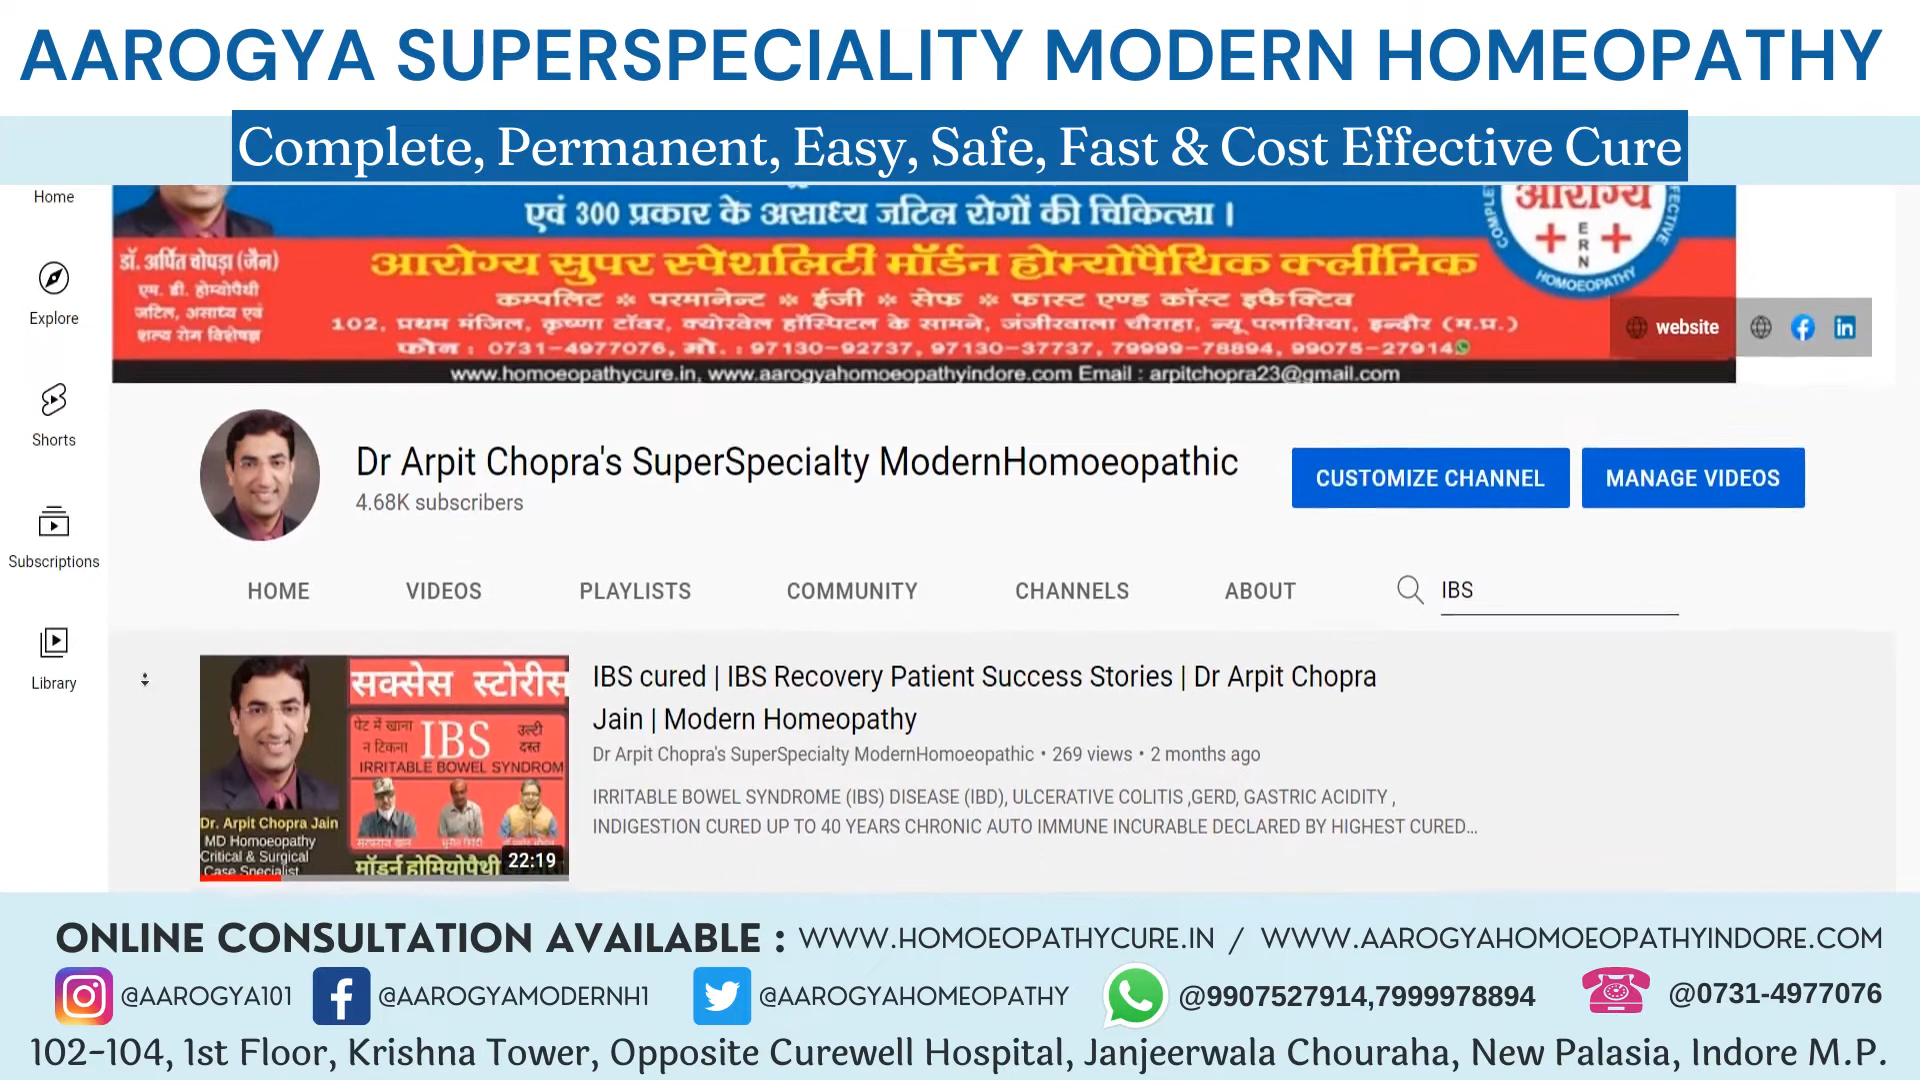 AAROGYA SUPERSPECIALITY MODERN HOMEOPATHY
Complete, Permanent, Easy, Safe, Fast & Cost Effective Cure
Home
Explore
Shorts
Subscriptions
Library
एवं 300 प्रकार के असाध्य जटिल रोगों की चिकित्सा ।
डॉ. अर्पित चोपड़ा (जैन)
एम. डी. होम्योपैथी
जटिल, असाध्य एवं
शल्य रोग विशेषज्ञ
आरोग्य सुपर स्पेशलिटी मॉर्डन होम्योपैथिक क्लीनिक
कम्पलिट * परमानेन्ट * ईजी * सेफ * फास्ट एण्ड कॉस्ट इफैक्टिव
102, प्रथम मंजिल, कृष्णा टॉवर, क्योरवेल हॉस्पिटल के सामने, जंजीरवाला चौराहा, न्यू पलासिया, इन्दौर (म.प्र.)
फोन : 0731-4977076, मो. : 97130-92737, 97130-37737, 79999-78894, 99075-27914
www.homoeopathycure.in, www.aarogyahomoeopathyindore.com Email : arpitchopra23@gmail.com
आरोग्य
ERN
HOMOEOPATHY
website
Dr Arpit Chopra's SuperSpecialty ModernHomoeopathic
4.68K subscribers
CUSTOMIZE CHANNEL
MANAGE VIDEOS
HOME VIDEOS PLAYLISTS COMMUNITY CHANNELS ABOUT IBS
सक्सेस स्टोरीस
पेट में खाना
न टिकना
IBS
उल्टी
दस्त
IRRITABLE BOWEL SYNDROM
Dr. Arpit Chopra Jain
MD Homoeopathy
Critical & Surgical
Case Specialist
मॉडर्न होमियोपैथी
22:19
IBS cured | IBS Recovery Patient Success Stories | Dr Arpit Chopra
Jain | Modern Homeopathy
Dr Arpit Chopra's SuperSpecialty ModernHomoeopathic • 269 views • 2 months ago
IRRITABLE BOWEL SYNDROME (IBS) DISEASE (IBD), ULCERATIVE COLITIS ,GERD, GASTRIC ACIDITY ,
INDIGESTION CURED UP TO 40 YEARS CHRONIC AUTO IMMUNE INCURABLE DECLARED BY HIGHEST CURED...
ONLINE CONSULTATION AVAILABLE : WWW.HOMOEOPATHYCURE.IN / WWW.AAROGYAHOMOEOPATHYINDORE.COM
@AAROGYA101 @AAROGYAMODERNH1 @AAROGYAHOMEOPATHY @9907527914,7999978894 @0731-4977076
102-104, 1st Floor, Krishna Tower, Opposite Curewell Hospital, Janjeerwala Chouraha, New Palasia, Indore M.P.